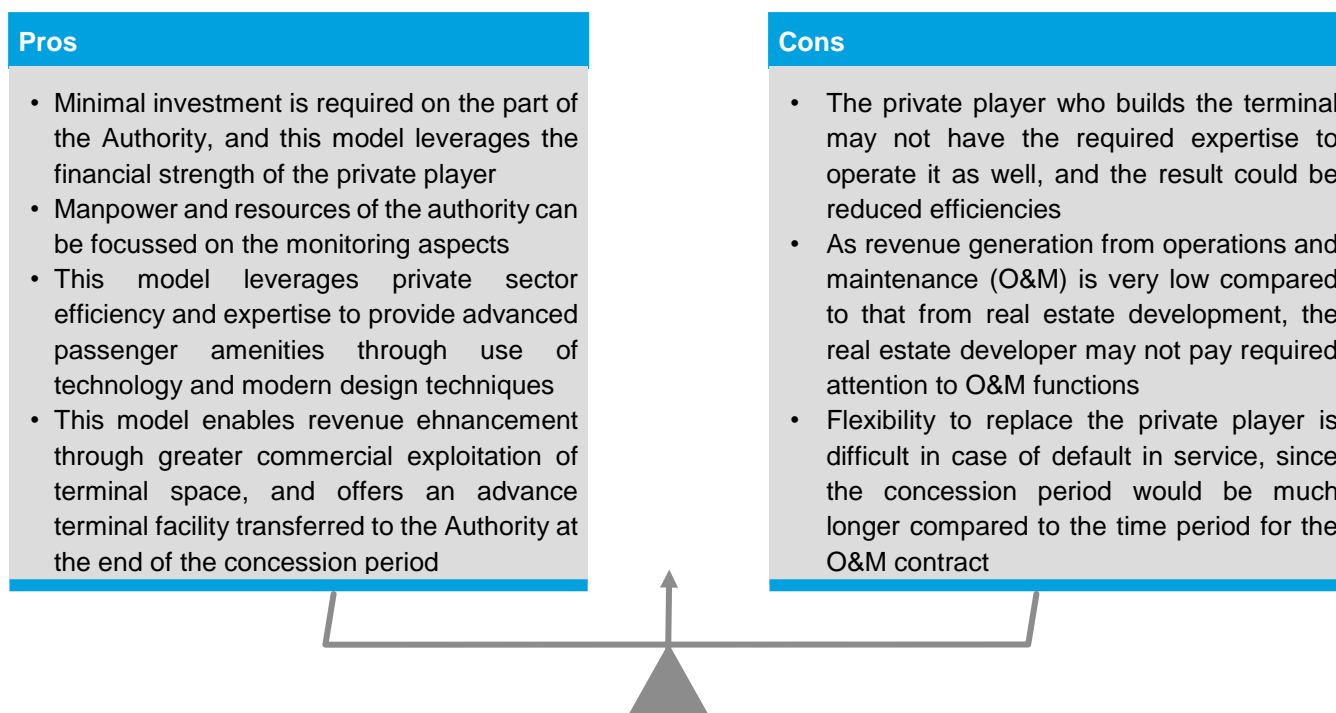 Pros
• Minimal investment is required on the part of
the Authority, and this model leverages the
financial strength of the private player
• Manpower and resources of the authority can
be focussed on the monitoring aspects
• This model leverages private sector
efficiency and expertise to provide advanced
passenger amenities through use of
technology and modern design techniques
• This model enables revenue ehnancement
through greater commercial exploitation of
terminal space, and offers an advance
terminal facility transferred to the Authority at
the end of the concession period
Cons
• The private player who builds the terminal
may not have the required expertise to
operate it as well, and the result could be
reduced efficiencies
• As revenue generation from operations and
maintenance (O&M) is very low compared
to that from real estate development, the
real estate developer may not pay required
attention to O&M functions
• Flexibility to replace the private player is
difficult in case of default in service, since
the concession period would be much
longer compared to the time period for the
O&M contract